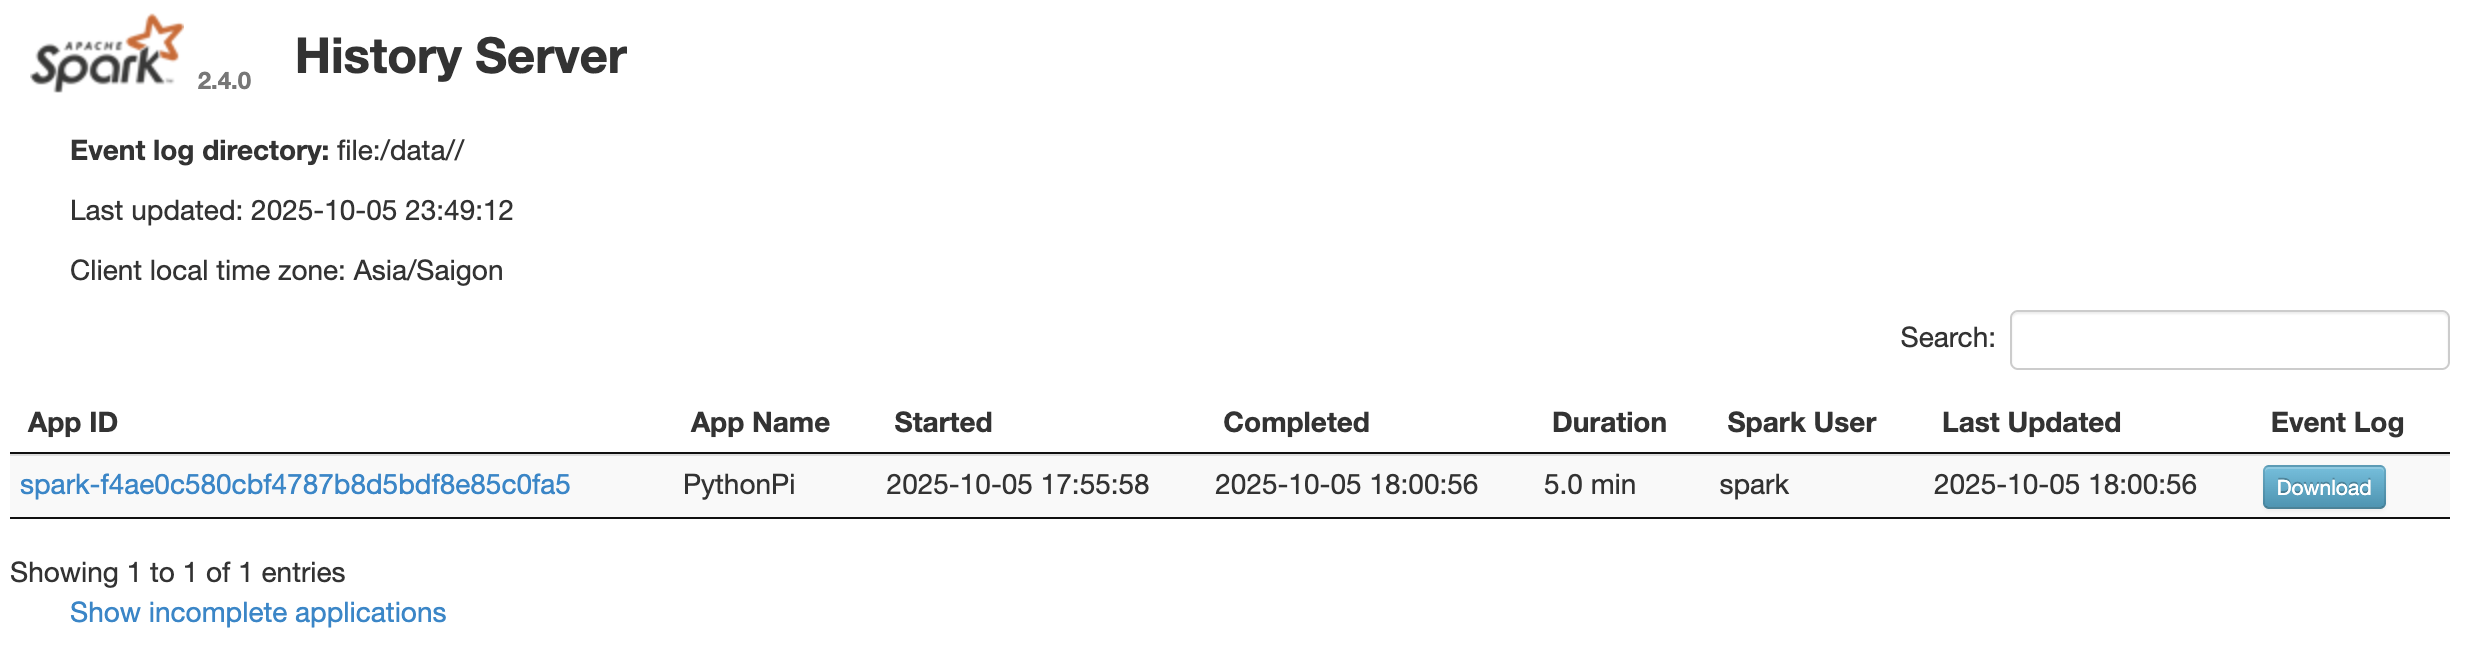 APACHE
Spark™ 2.4.0 History Server
Event log directory: file:/data//
Last updated: 2025-10-05 23:49:12
Client local time zone: Asia/Saigon
Search:
App ID App Name Started Completed Duration Spark User Last Updated Event Log
spark-f4ae0c580cbf4787b8d5bdf8e85c0fa5 PythonPi 2025-10-05 17:55:58 2025-10-05 18:00:56 5.0 min spark 2025-10-05 18:00:56 Download
Showing 1 to 1 of 1 entries
Show incomplete applications